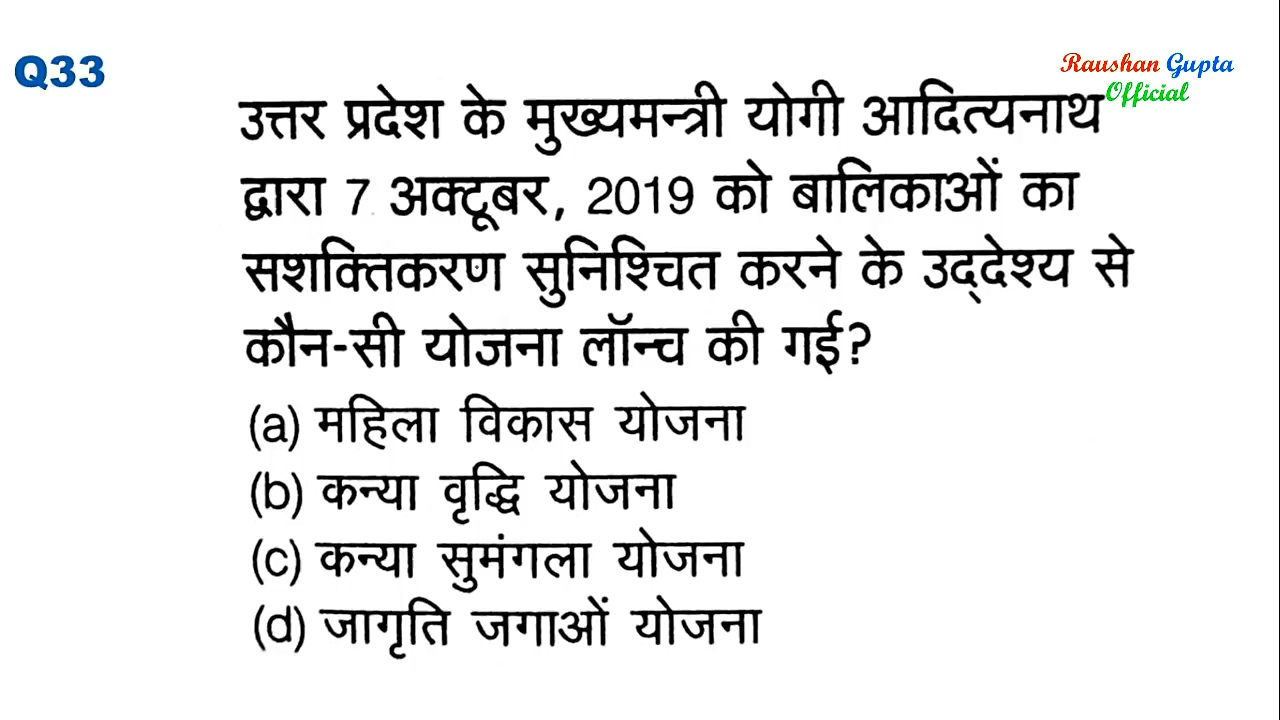 Q33
Raushan Gupta
Official
उत्तर प्रदेश के मुख्यमन्त्री योगी आदित्यनाथ
द्वारा 7 अक्टूबर, 2019 को बालिकाओं का
सशक्तिकरण सुनिश्चित करने के उद्देश्य से
कौन-सी योजना लॉन्च की गई?
(a) महिला विकास योजना
(b) कन्या वृद्धि योजना
(c) कन्या सुमंगला योजना
(d) जागृति जगाओं योजना